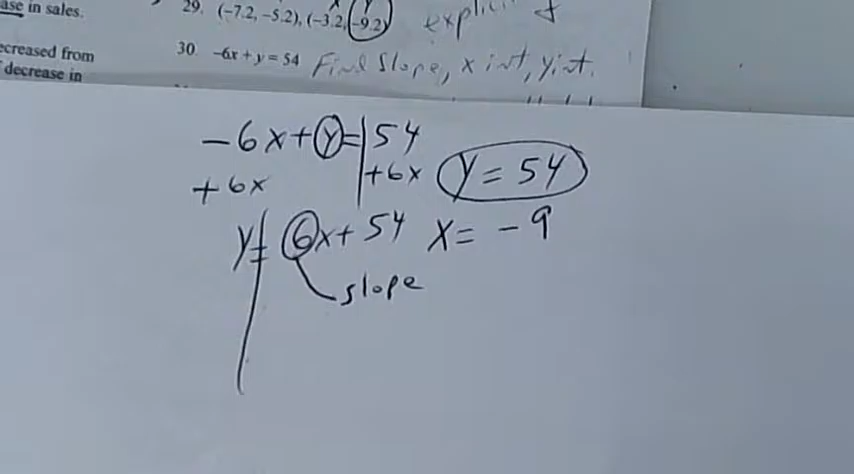 ase in sales.
29. (-7.2, -5.2), (-3.2, -9.2) explici
ecreased from
decrease in
30 -6x + y = 54 Find Slope, x int, y int.
-6x + y = 54
+6x +6x y = 54
y = 6x + 54 x = -9
slope